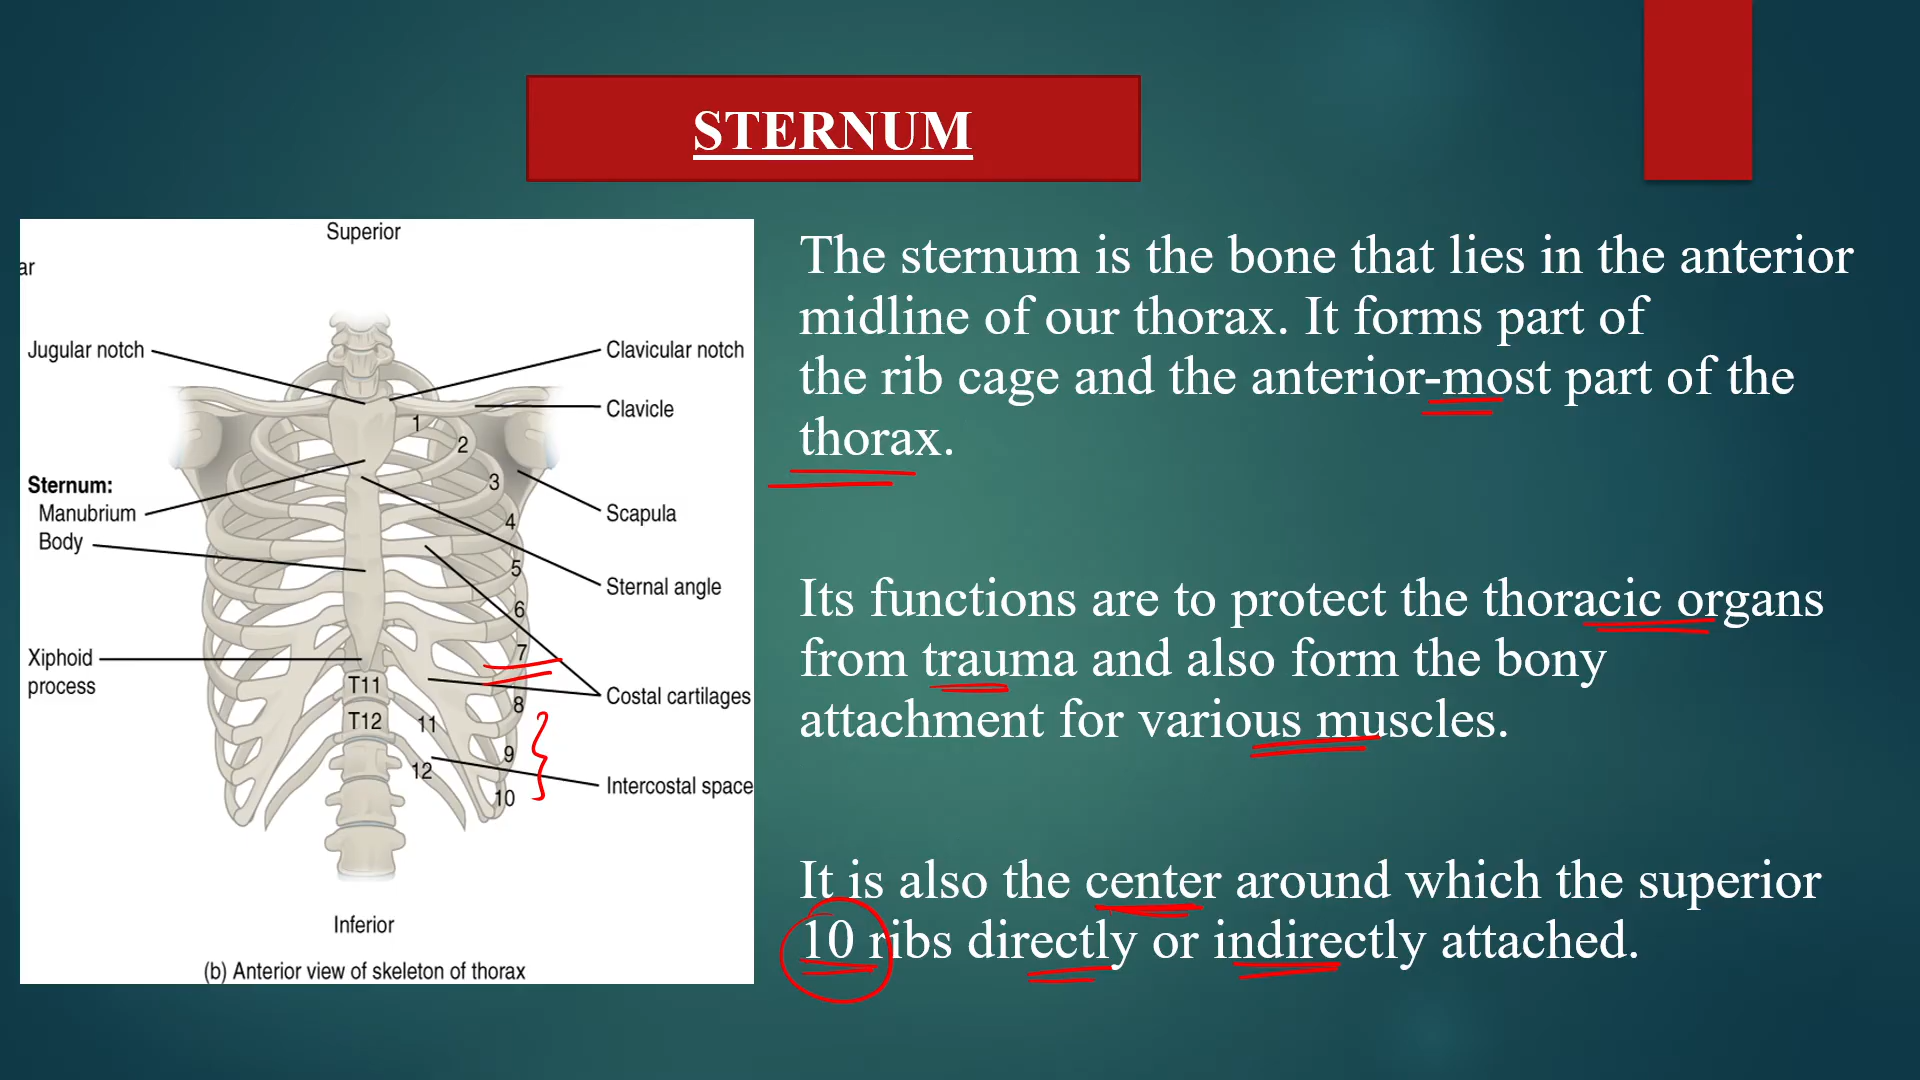 STERNUM
Superior
ar
Jugular notch
Clavicular notch
Clavicle
1
2
Sternum:
Manubrium
Body
3
4
Scapula
5
Sternal angle
6
7
Xiphoid
process
T11
Costal cartilages
8
T12
11
9
12
Intercostal space
10
Inferior
(b) Anterior view of skeleton of thorax
The sternum is the bone that lies in the anterior
midline of our thorax. It forms part of
the rib cage and the anterior-most part of the
thorax.
Its functions are to protect the thoracic organs
from trauma and also form the bony
attachment for various muscles.
It is also the center around which the superior
10 ribs directly or indirectly attached.